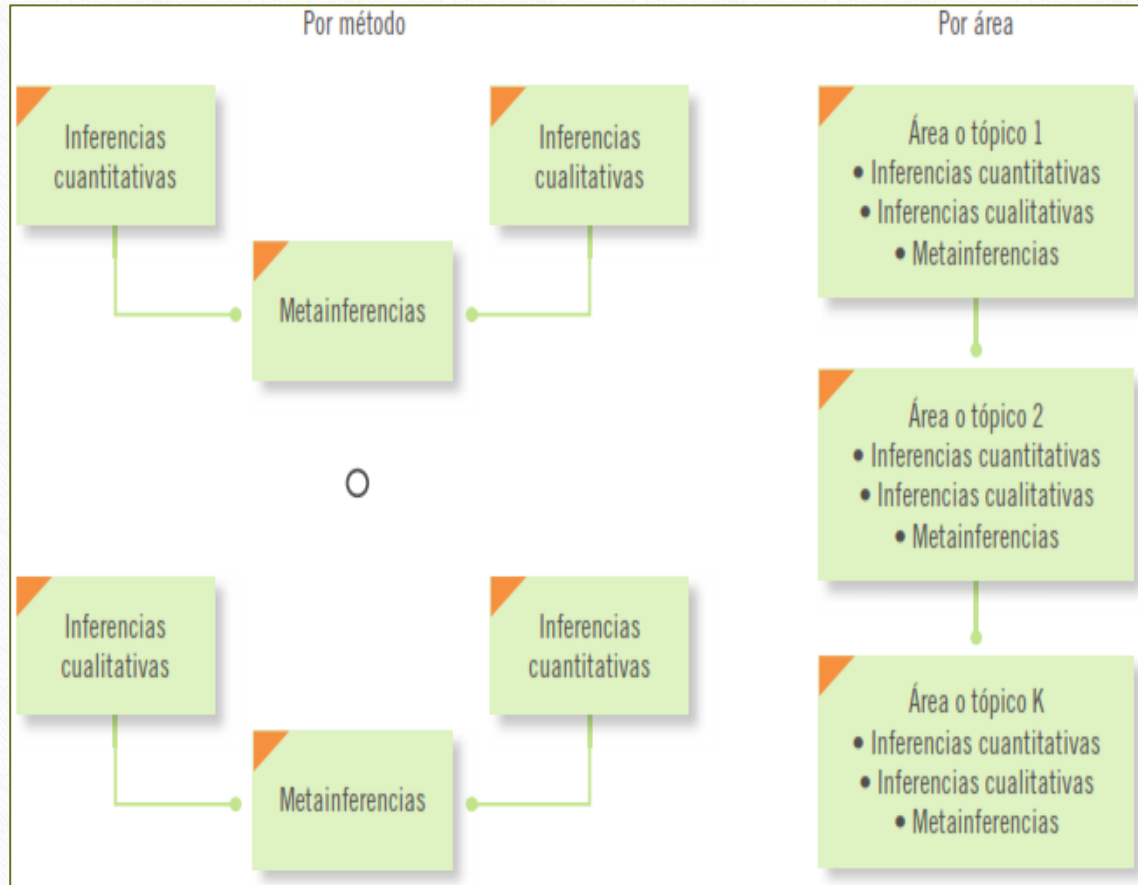 Por método
Inferencias
cuantitativas
Inferencias
cualitativas
Metainferencias
O
Inferencias
cualitativas
Inferencias
cuantitativas
Metainferencias
Por área
Área o tópico 1
• Inferencias cuantitativas
• Inferencias cualitativas
• Metainferencias
Área o tópico 2
• Inferencias cuantitativas
• Inferencias cualitativas
• Metainferencias
Área o tópico K
• Inferencias cuantitativas
• Inferencias cualitativas
• Metainferencias